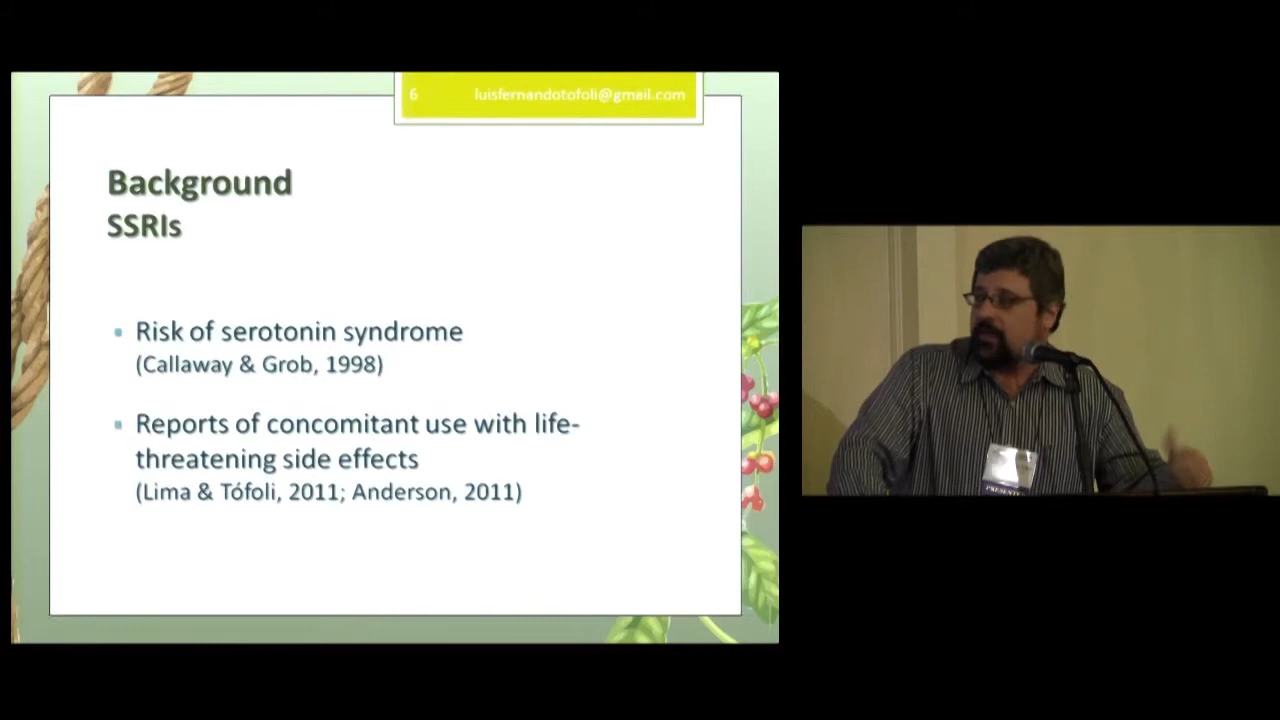 6 luisfernandotofoli@gmail.com
Background
SSRIs
▪ Risk of serotonin syndrome
(Callaway & Grob, 1998)
▪ Reports of concomitant use with life-
threatening side effects
(Lima & Tófoli, 2011; Anderson, 2011)